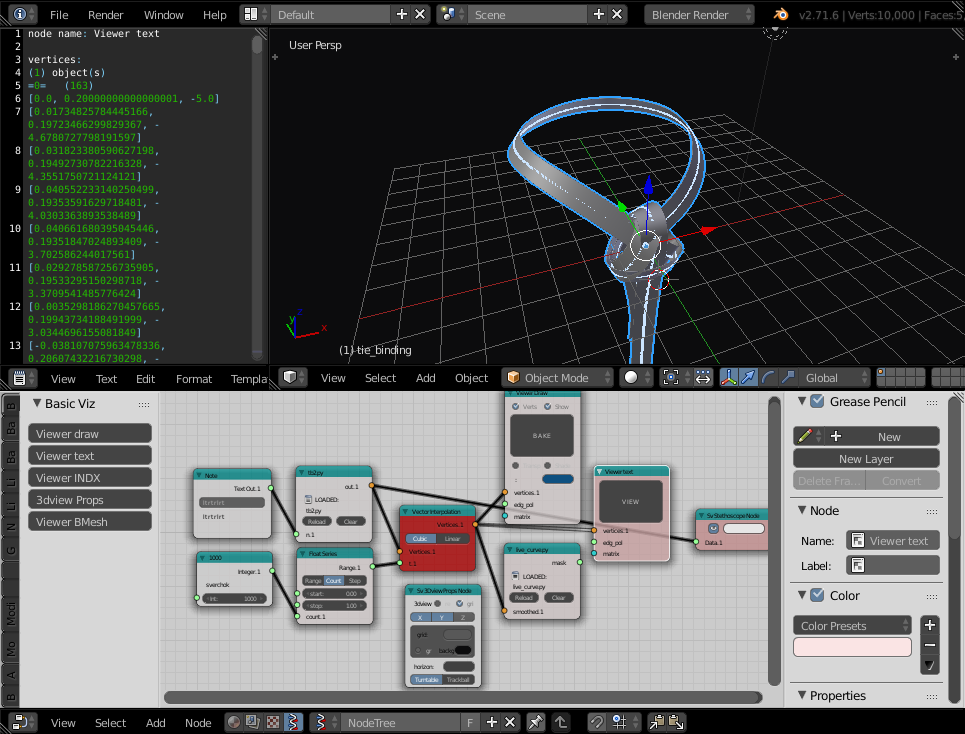 File Render Window Help Default Scene Blender Render v2.71.6 | Verts:10,000 | Faces:5,
1 node name: Viewer text
2
3 vertices:
4 (1) object(s)
5 =0= (163)
6 [0.0, 0.20000000000000001, -5.0]
7 [0.01734825784445166,
0.19723466299829367, -
4.6780727798191597]
8 [0.031823380590627198,
0.19492730782216328, -
4.3551750721124121]
9 [0.040552233140250499,
0.19353591629718481, -
4.0303363893538489]
10 [0.040661680395045446,
0.19351847024893409, -
3.702586244017561]
11 [0.029278587256735905,
0.19533295150298718, -
3.3709541485776424]
12 [0.0035298186270457665,
0.19943734188491999, -
3.0344696155081849]
13 [-0.038107075963478336,
0.20607432216730298, -
User Persp
y
x
(1) tie_binding
View Text Edit Format Templa
View Select Add Object Object Mode Global
Basic Viz
Viewer draw
Viewer text
Viewer INDX
3dview Props
Viewer BMesh
Note
Text Out.1
ltrtrtrt
ltrtrtrt
1000
Integer.1
sverchok
int: 1000
tb2py
out.1
LOADED:
tb2py
Reload Clear
n.1
Float Series
Range.1
Range Count Step
start: 0.00
stop: 1.00
count.1
Vector Interpolation
Vertices.1
Cubic Linear
Vertices.1
t.1
Sv 3Dview Props Node
3dview gr
X Y Z
grid:
gr backg
horizon:
Turntable Trackball
Viewer Draw
Verts Show
BAKE
vertices.1
edg_pol
matrix
live_curve.py
mask
LOADED:
live_curve.py
Reload Clear
smoothed.1
Viewer text
VIEW
vertices.1
edg_pol
matrix
Sv Stethoscope Node
Data.1
Grease Pencil
New
New Layer
Delete Fra... Convert
Node
Name: Viewer text
Label:
Color
Color Presets
Properties
View Select Add Node NodeTree F